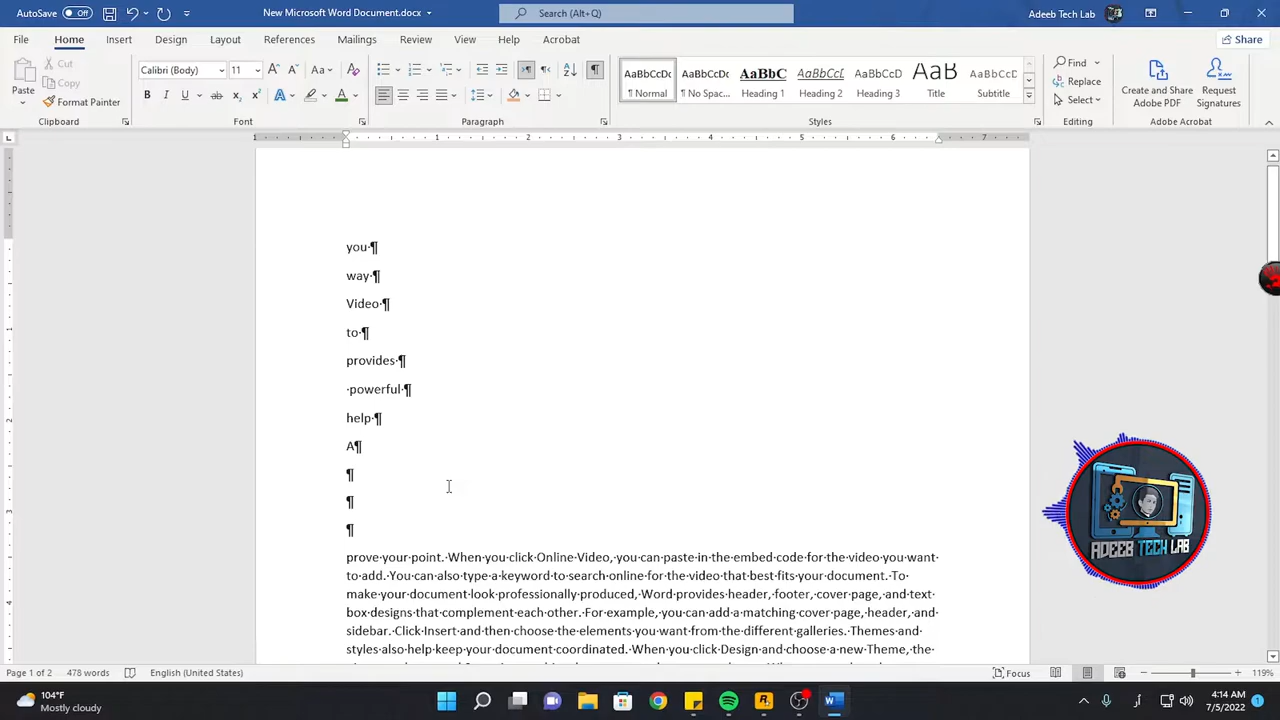 AutoSave Off New Microsoft Word Document.docx Search (Alt+Q) Adeeb Tech Lab
File Home Insert Design Layout References Mailings Review View Help Acrobat Share
Paste Cut Copy Format Painter
Calibri (Body) 11
AaBbCcDc ¶ Normal
AaBbCcDc ¶ No Spac...
AaBbC Heading 1
AaBbCcI Heading 2
AaBbCcD Heading 3
AaB Title
AaBbCcD Subtitle
Find Replace Select
Create and Share Adobe PDF
Request Signatures
Clipboard Font Paragraph Styles Editing Adobe Acrobat
1 1 2 3 4 5 6 7
you·¶
way·¶
Video·¶
to·¶
provides·¶
·powerful·¶
help·¶
A¶
¶
¶
¶
prove·your·point.·When·you·click·Online·Video,·you·can·paste·in·the·embed·code·for·the·video·you·want·
to·add.·You·can·also·type·a·keyword·to·search·online·for·the·video·that·best·fits·your·document.·To·
make·your·document·look·professionally·produced,·Word·provides·header,·footer,·cover·page,·and·text·
box·designs·that·complement·each·other.·For·example,·you·can·add·a·matching·cover·page,·header,·and·
sidebar.·Click·Insert·and·then·choose·the·elements·you·want·from·the·different·galleries.·Themes·and·
styles·also·help·keep·your·document·coordinated.·When·you·click·Design·and·choose·a·new·Theme,·the·
ADEEB TECH LAB
Page 1 of 2 478 words English (United States) Focus 119%
104°F
Mostly cloudy
4:14 AM
7/5/2022